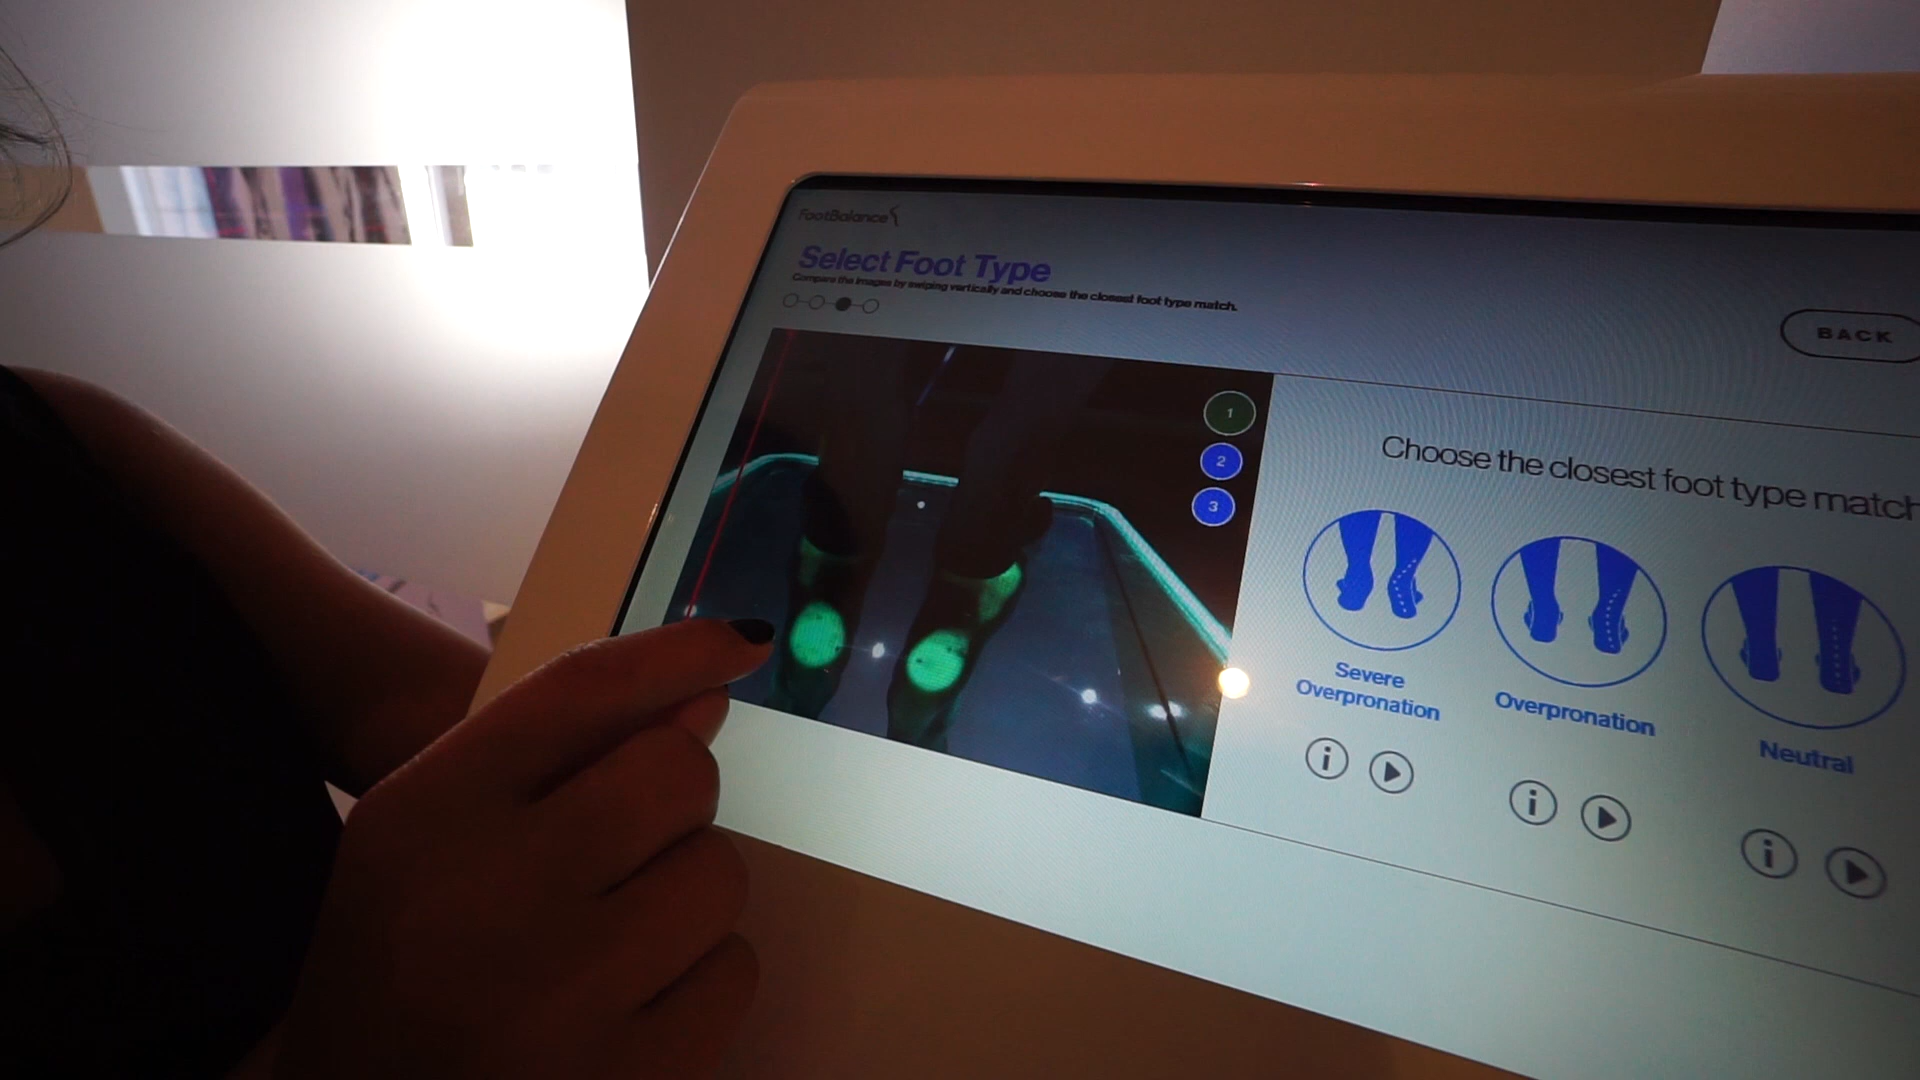 FootBalance
Select Foot Type
Compare the images by swiping vertically and choose the closest foot type match.
BACK
1
2
3
Choose the closest foot type match
Severe
Overpronation
Overpronation
Neutral